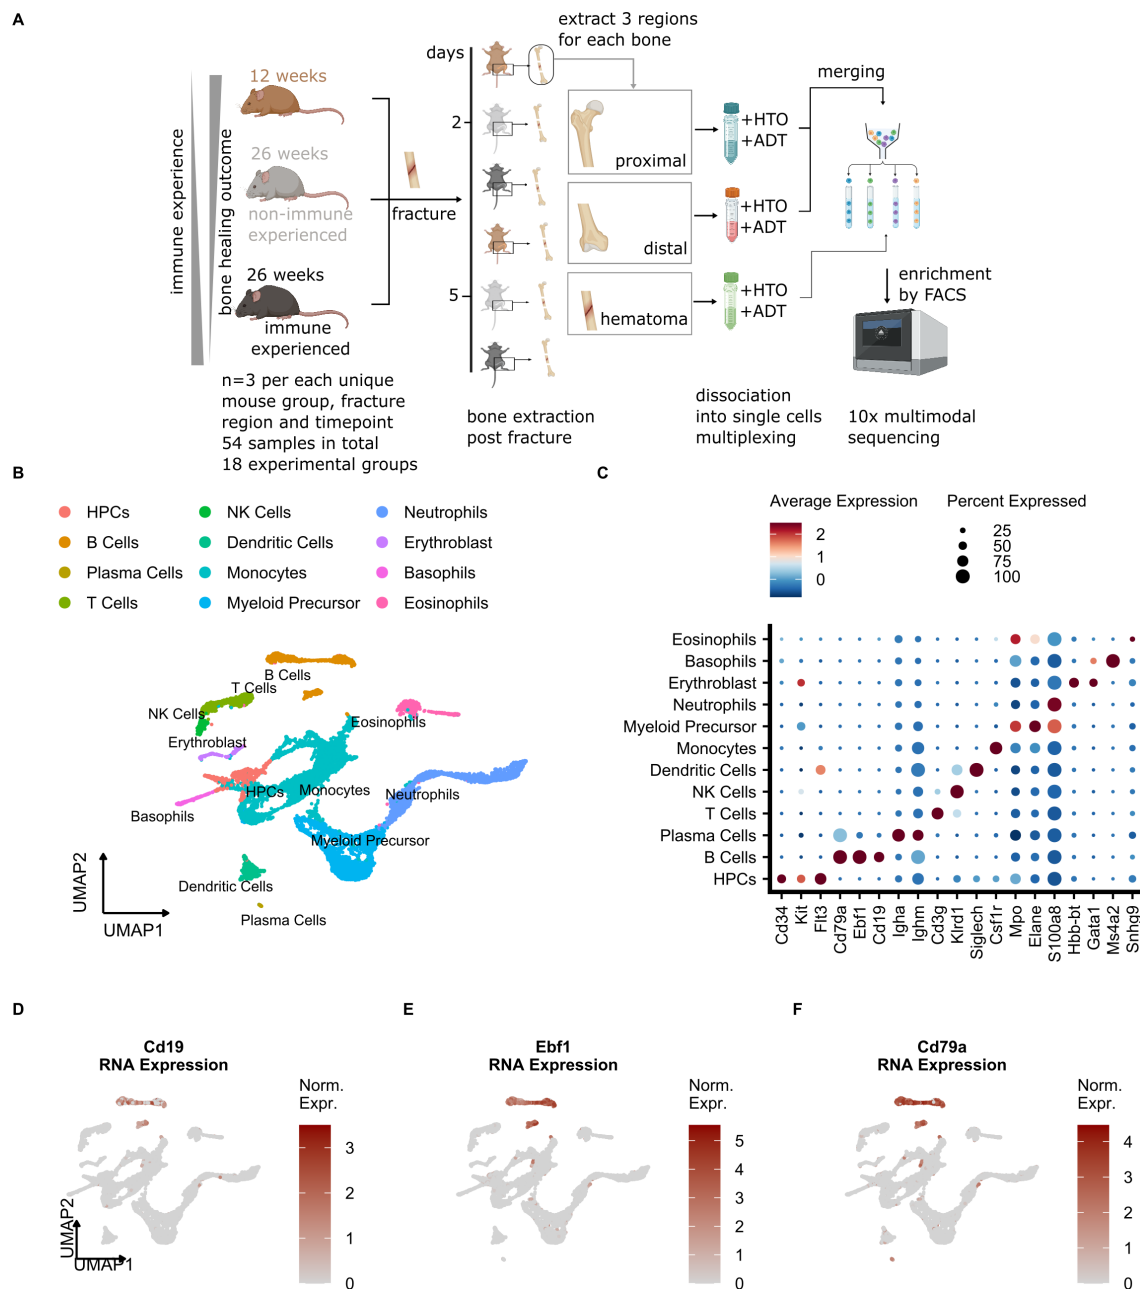 A
extract 3 regions
for each bone
days
12 weeks
merging
immune experience
bone healing outcome
26 weeks
non-immune
experienced
fracture
26 weeks
immune
experienced
2
5
proximal
distal
hematoma
+HTO
+ADT
+HTO
+ADT
+HTO
+ADT
enrichment
by FACS
n=3 per each unique
mouse group, fracture
region and timepoint
54 samples in total
18 experimental groups
bone extraction
post fracture
dissociation
into single cells
multiplexing
10x multimodal
sequencing
B
HPCs
B Cells
Plasma Cells
T Cells
NK Cells
Dendritic Cells
Monocytes
Myeloid Precursor
Neutrophils
Erythroblast
Basophils
Eosinophils
B Cells
T Cells
NK Cells
Eosinophils
Erythroblast
HPCs
Monocytes
Neutrophils
Basophils
Myeloid Precursor
Dendritic Cells
Plasma Cells
UMAP2
UMAP1
C
Average Expression
2
1
0
Percent Expressed
25
50
75
100
Eosinophils
Basophils
Erythroblast
Neutrophils
Myeloid Precursor
Monocytes
Dendritic Cells
NK Cells
T Cells
Plasma Cells
B Cells
HPCs
Cd34
Kit
Flt3
Cd79a
Ebf1
Cd19
Igha
Ighm
Cd3g
Klrd1
Siglech
Csf1r
Mpo
Elane
S100a8
Hbb-bt
Gata1
Ms4a2
Snhg9
D
Cd19
RNA Expression
Norm.
Expr.
3
2
1
0
UMAP2
UMAP1
E
Ebf1
RNA Expression
Norm.
Expr.
5
4
3
2
1
0
F
Cd79a
RNA Expression
Norm.
Expr.
4
3
2
1
0